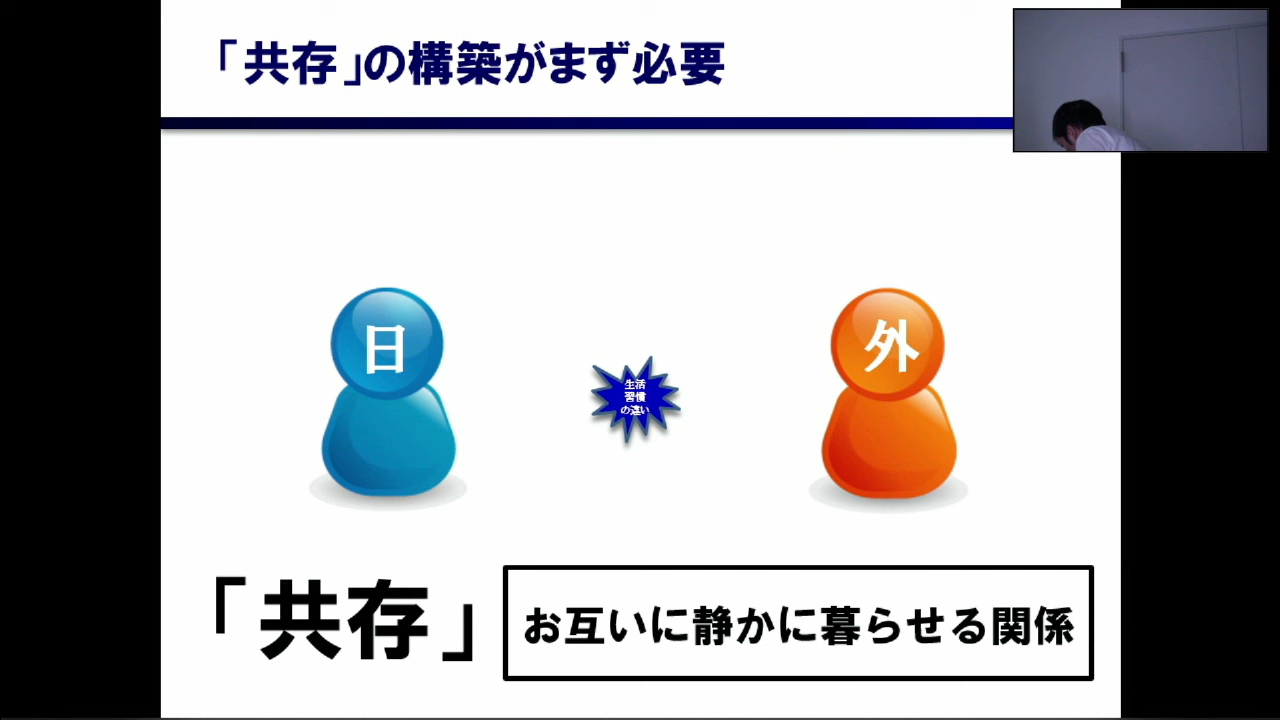 「共存」の構築がまず必要
日
生活
習慣
の違い
外
「共存」
お互いに静かに暮らせる関係